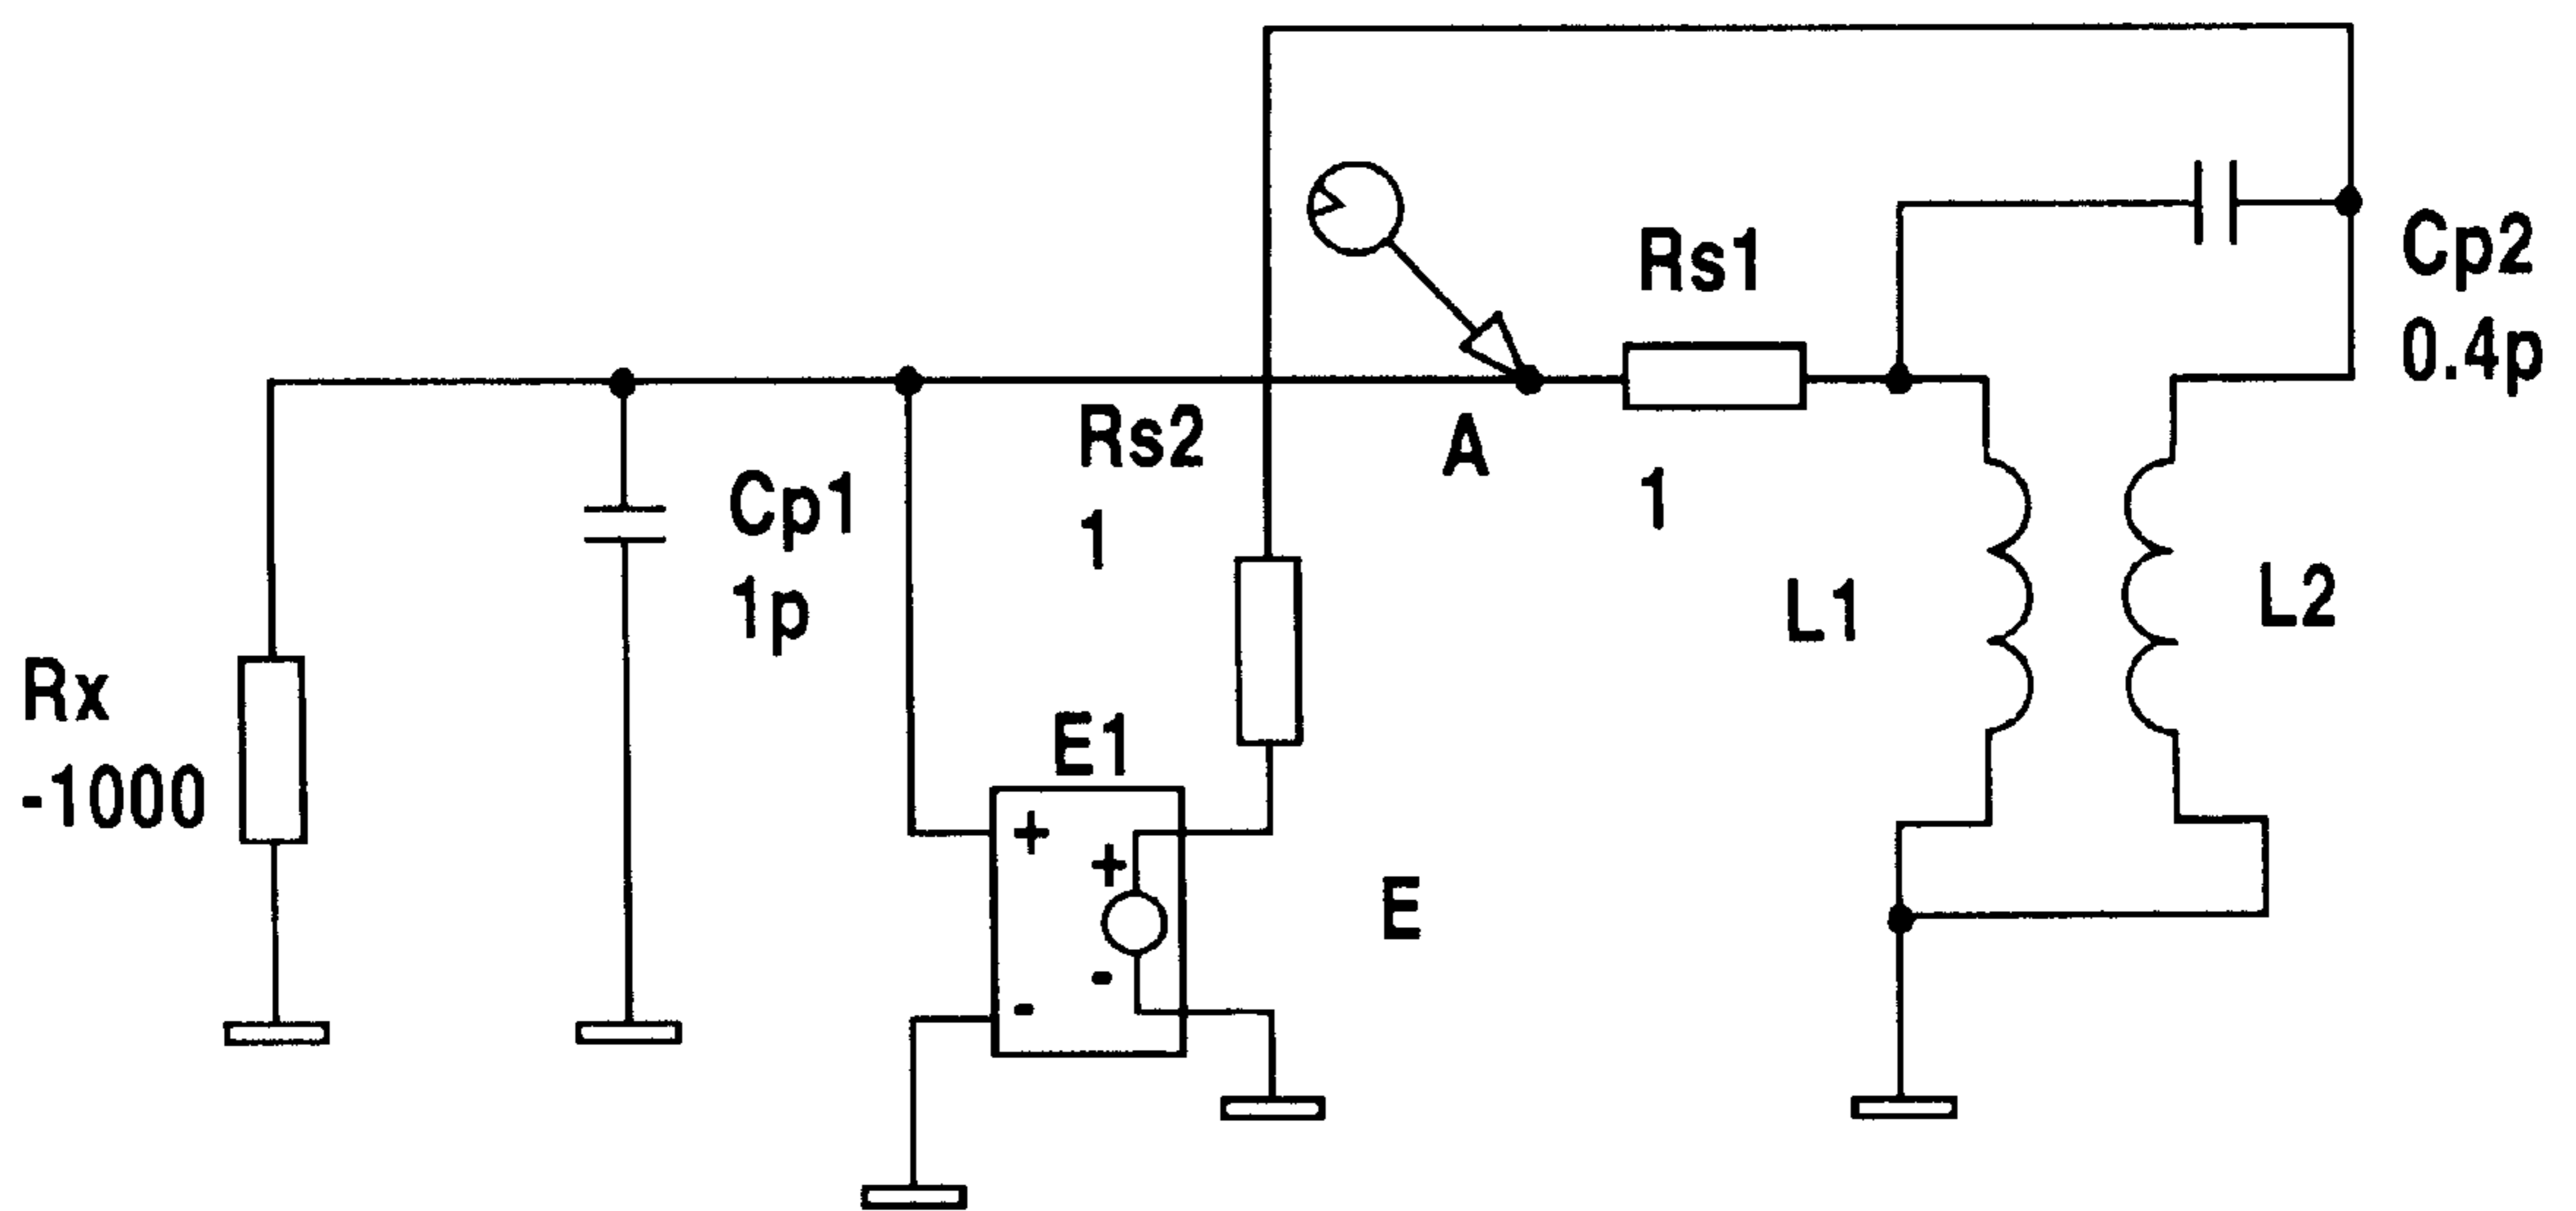 Rs1
1
Cp2
0.4p
Rs2
1
A
Cp1
1p
L1
L2
Rx
-1000
E1
+
+
-
-
E